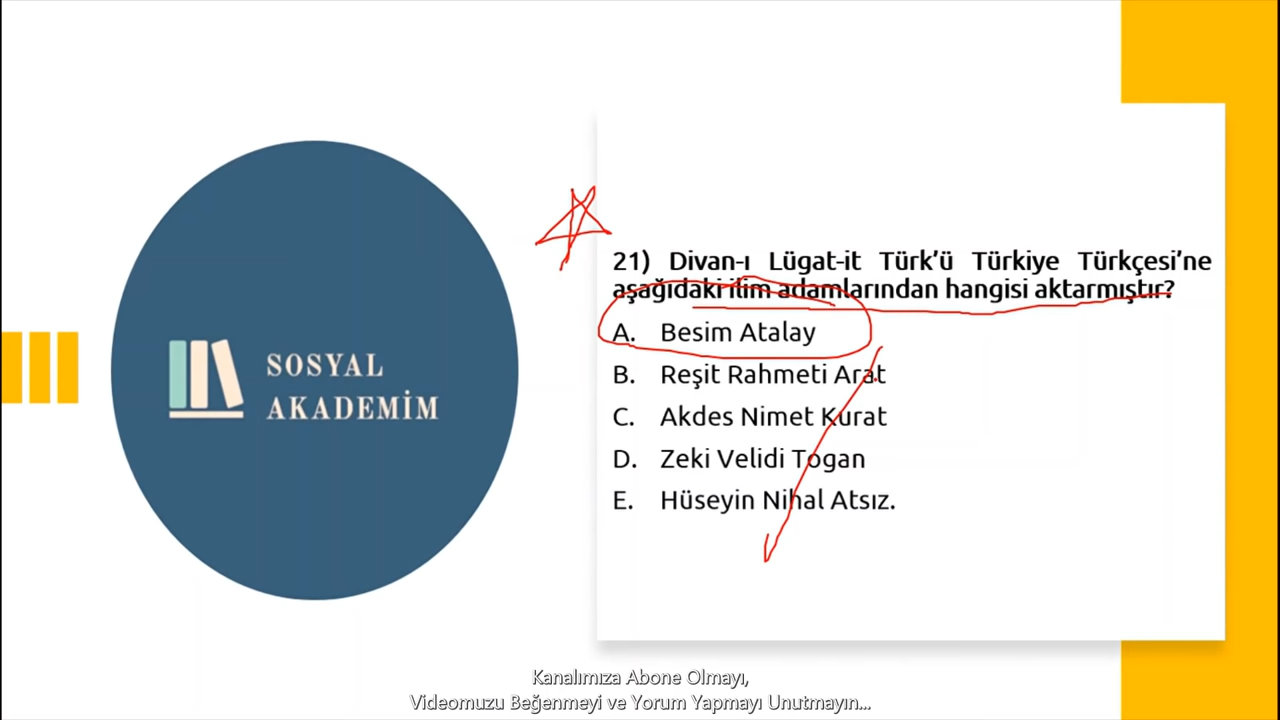 SOSYAL
AKADEMİM
21) Divan-ı Lügat-it Türk’ü Türkiye Türkçesi’ne
aşağıdaki ilim adamlarından hangisi aktarmıştır?
A. Besim Atalay
B. Reşit Rahmeti Arat
C. Akdes Nimet Kurat
D. Zeki Velidi Togan
E. Hüseyin Nihal Atsız.
Kanalımıza Abone Olmayı,
Videomuzu Beğenmeyi ve Yorum Yapmayı Unutmayın...